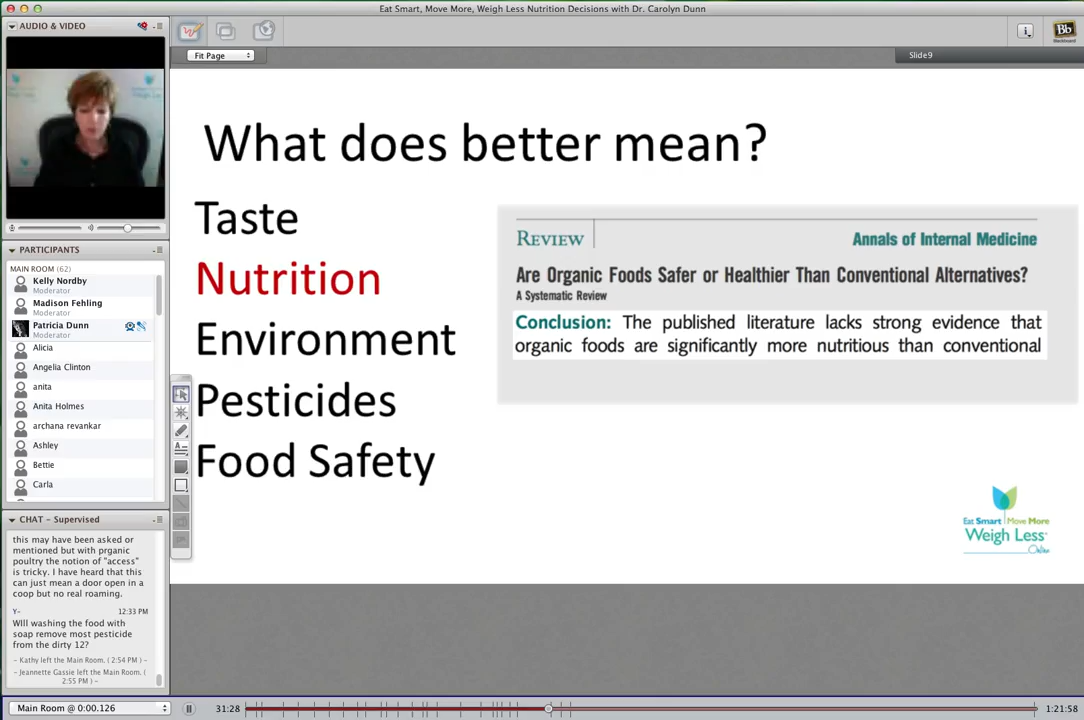 Eat Smart, Move More, Weigh Less Nutrition Decisions with Dr. Carolyn Dunn
AUDIO & VIDEO
Fit Page
i
Bb
Blackboard
Slide9
PARTICIPANTS
MAIN ROOM (62)
Kelly Nordby
Moderator
Madison Fehling
Moderator
Patricia Dunn
Moderator
Alicia
Angelia Clinton
anita
Anita Holmes
archana revankar
Ashley
Bettie
Carla
CHAT - Supervised
this may have been asked or
mentioned but with prganic
poultry the notion of "access"
is tricky. I have heard that this
can just mean a door open in a
coop but no real roaming.
Y- 12:33 PM
WIll washing the food with
soap remove most pesticide
from the dirty 12?
- Kathy left the Main Room. ( 2:54 PM ) -
- Jeannette Gassie left the Main Room. (
2:55 PM ) -
What does better mean?
Taste
Nutrition
Environment
Pesticides
Food Safety
REVIEW
Annals of Internal Medicine
Are Organic Foods Safer or Healthier Than Conventional Alternatives?
A Systematic Review
Conclusion: The published literature lacks strong evidence that
organic foods are significantly more nutritious than conventional
Eat Smart Move More
Weigh Less
Online
Main Room @ 0:00.126
31:28
1:21:58